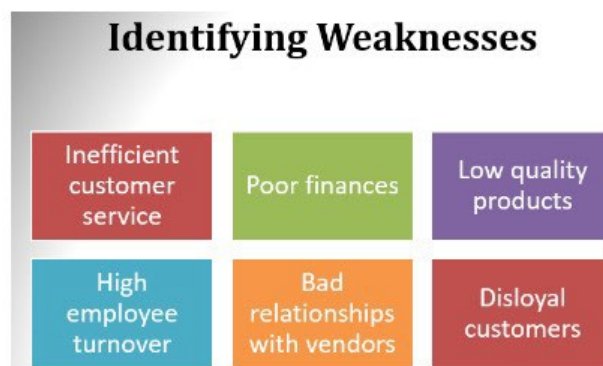 Identifying Weaknesses
Inefficient
customer
service
Poor finances
Low quality
products
High
employee
turnover
Bad
relationships
with vendors
Disloyal
customers